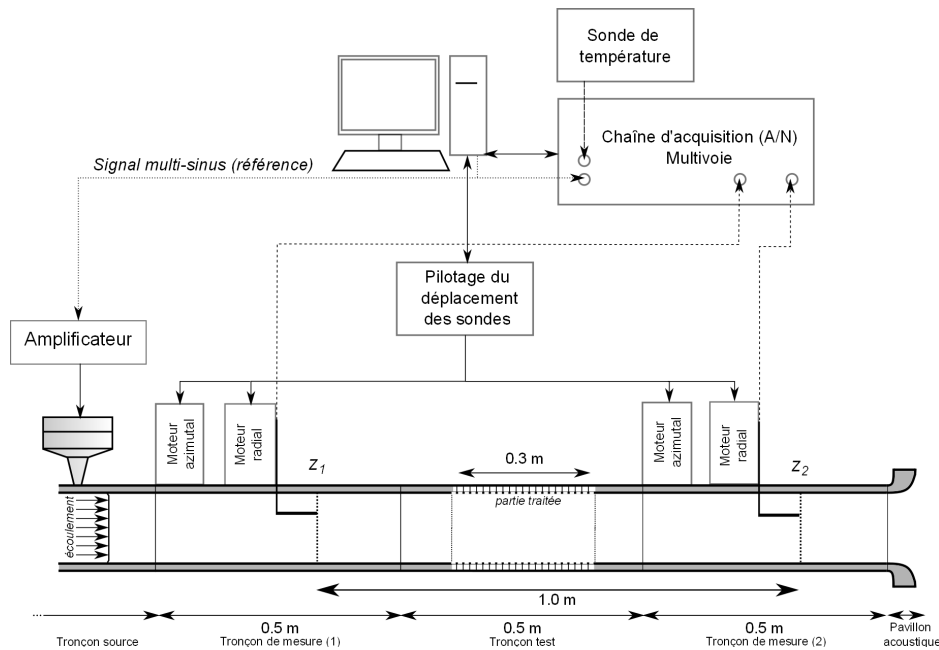 Sonde de
température
Chaîne d'acquisition (A/N)
Multivoie
Signal multi-sinus (référence)
Pilotage du
déplacement
des sondes
Amplificateur
Moteur
azimutal
Moteur
radial
Moteur
azimutal
Moteur
radial
z1
0.3 m
z2
partie traitée
écoulement
1.0 m
0.5 m
0.5 m
0.5 m
Tronçon source
Tronçon de mesure (1)
Tronçon test
Tronçon de mesure (2)
Pavillon
acoustique